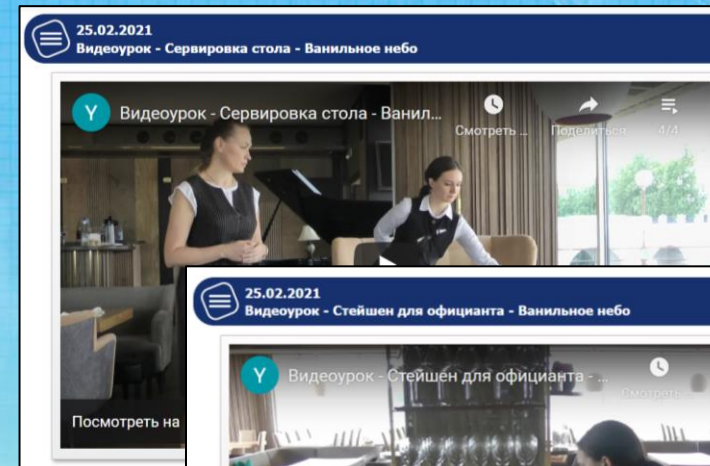 25.02.2021
Видеоурок - Сервировка стола - Ванильное небо
Y Видеоурок - Сервировка стола - Ванил...
Смотреть ...
Поделиться
4/4
Посмотреть на
25.02.2021
Видеоурок - Стейшен для официанта - Ванильное небо
Y Видеоурок - Стейшен для официанта - ...
Смотреть ...